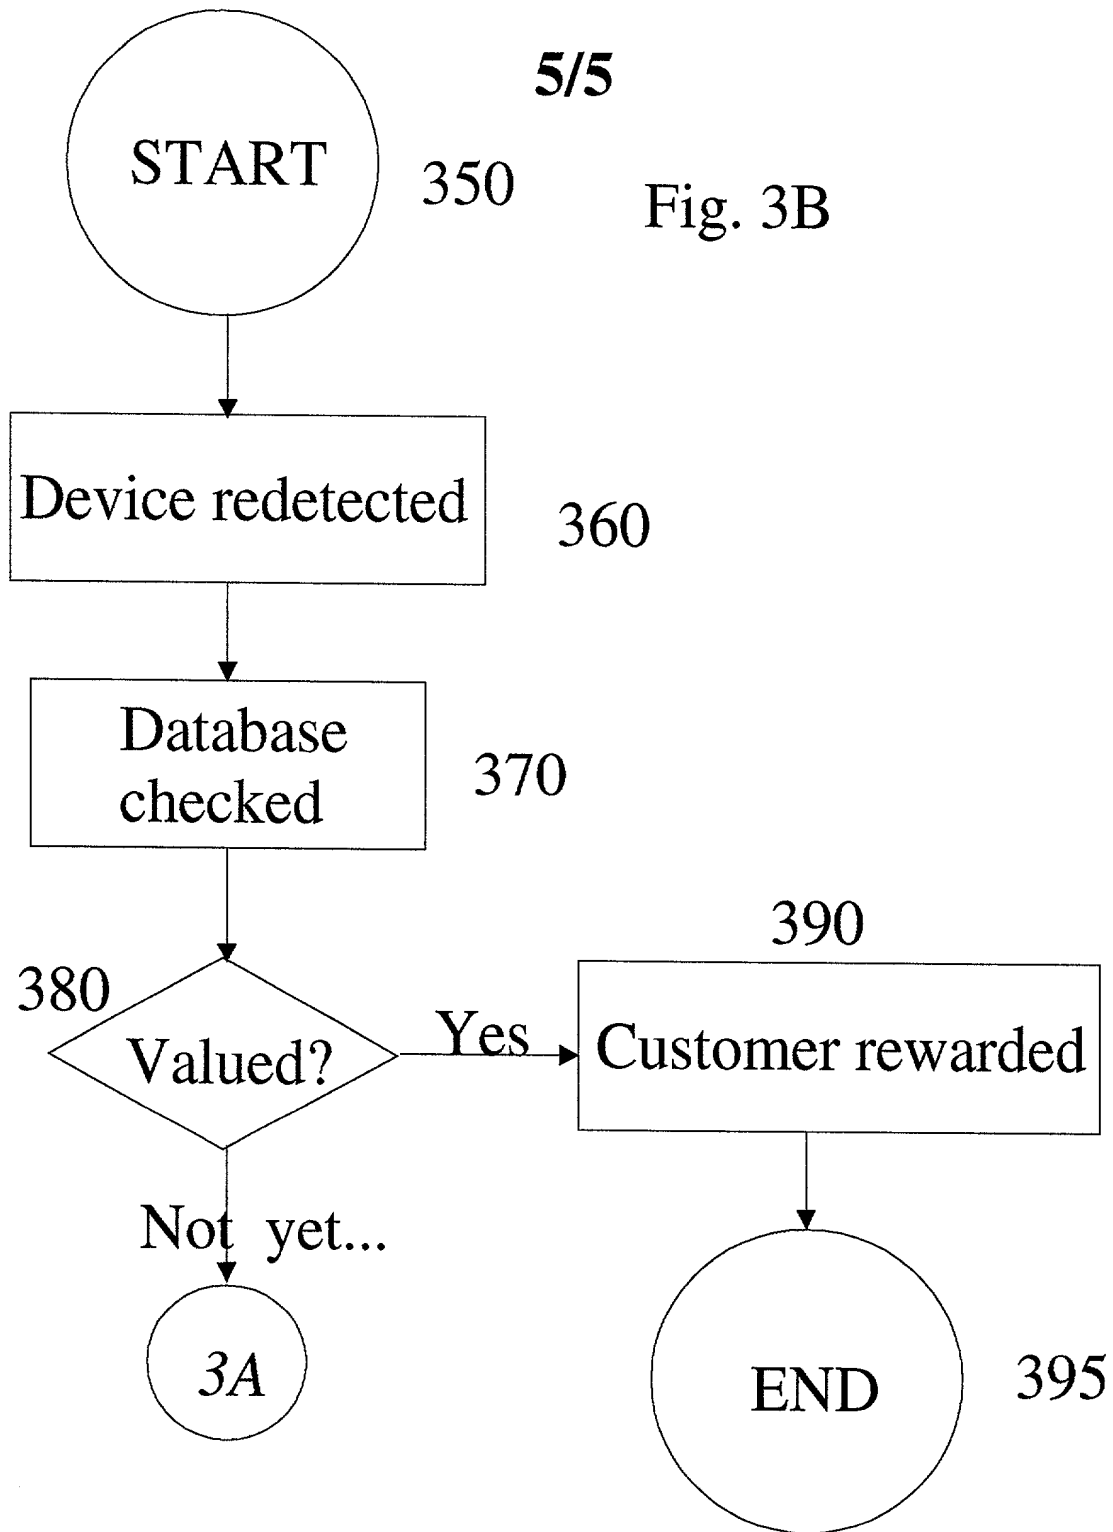 5/5
START
350
Fig. 3B
Device redetected
360
Database
checked
370
390
380
Valued?
Yes
Customer rewarded
Not yet...
3A
END
395